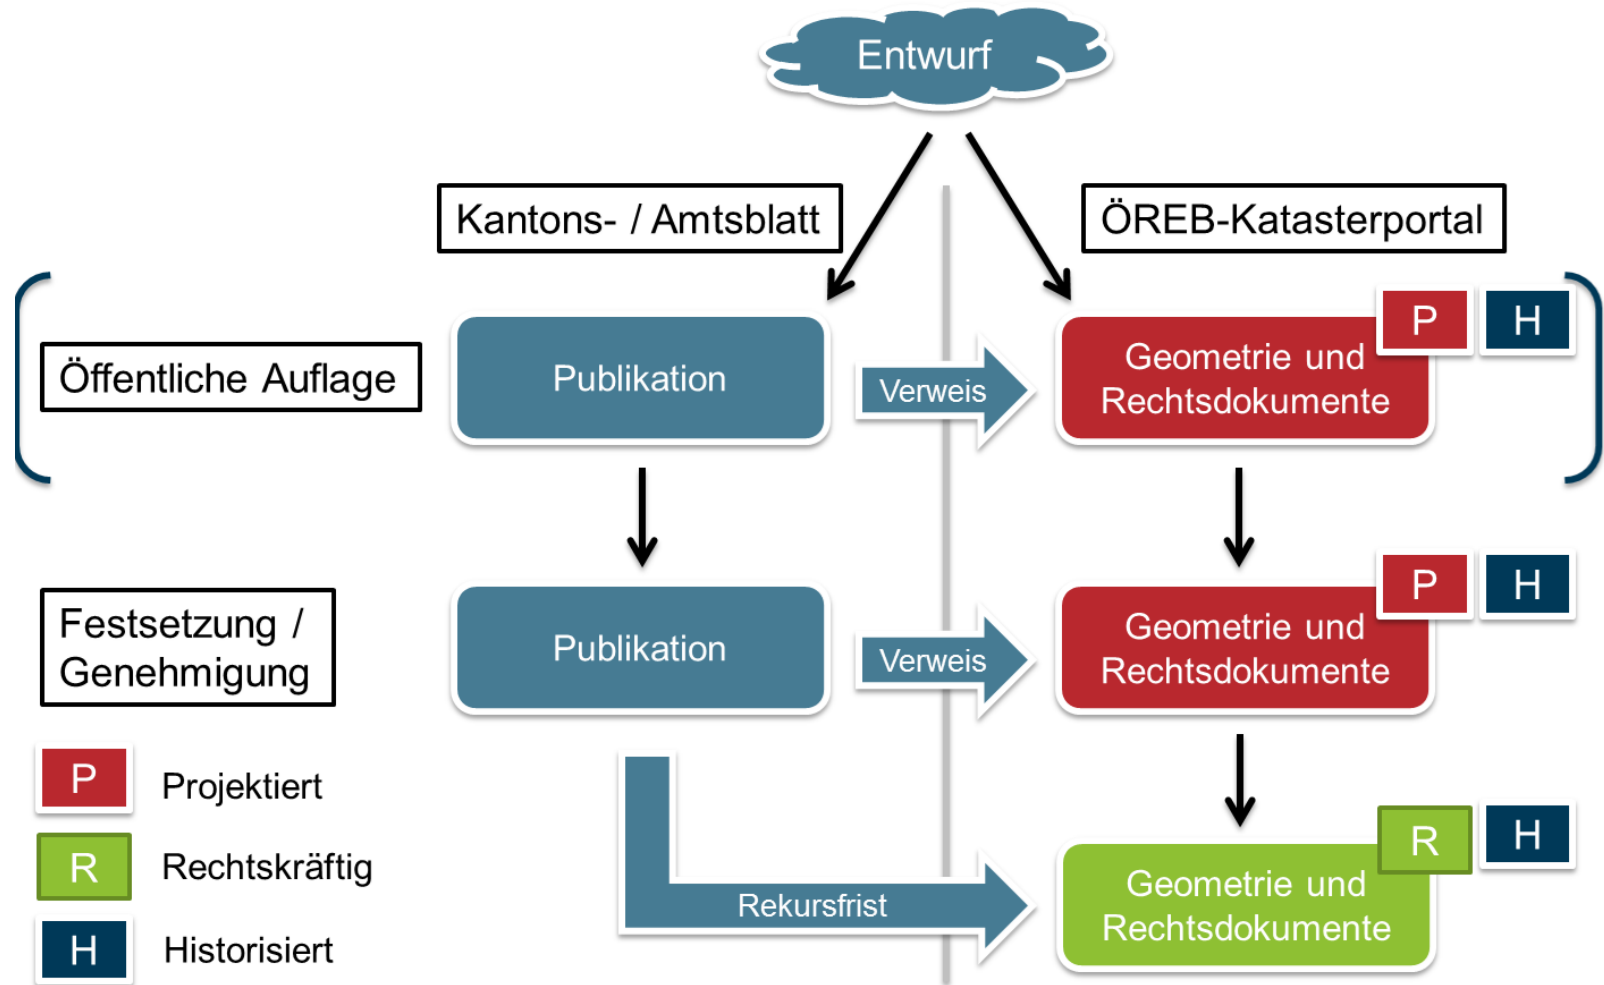 Entwurf
Kantons- / Amtsblatt
ÖREB-Katasterportal
P
H
Öffentliche Auflage
Publikation
Verweis
Geometrie und
Rechtsdokumente
P
H
Festsetzung /
Genehmigung
Publikation
Verweis
Geometrie und
Rechtsdokumente
P
Projektiert
R
Rechtskräftig
H
Historisiert
Rekursfrist
R
H
Geometrie und
Rechtsdokumente